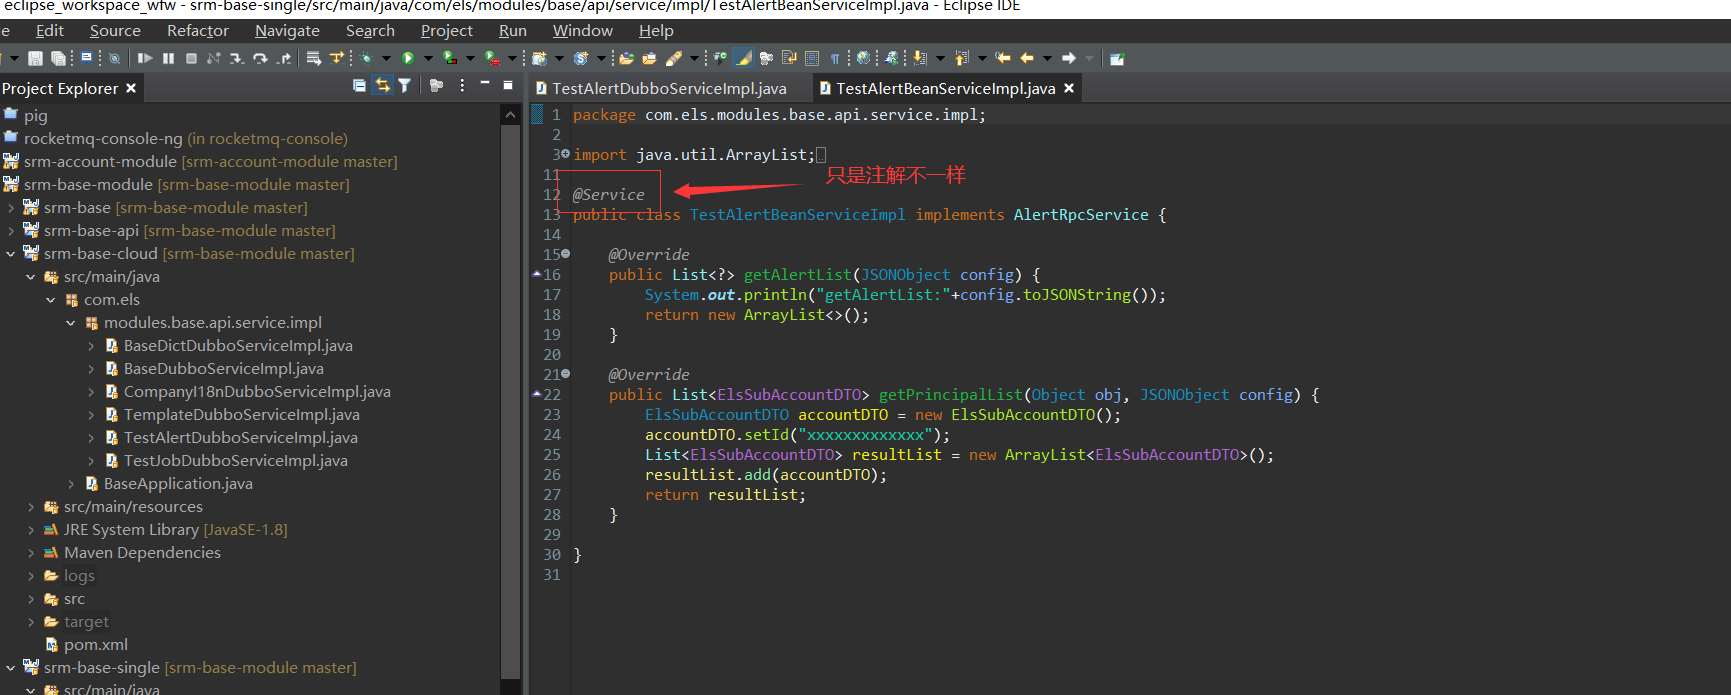 eclipse_workspace_wfw - srm-base-single/src/main/java/com/els/modules/base/api/service/impl/TestAlertBeanServiceImpl.java - Eclipse IDE
e Edit Source Refactor Navigate Search Project Run Window Help
Project Explorer
TestAlertDubboServiceImpl.java
TestAlertBeanServiceImpl.java
pig
rocketmq-console-ng (in rocketmq-console)
srm-account-module [srm-account-module master]
srm-base-module [srm-base-module master]
srm-base [srm-base-module master]
srm-base-api [srm-base-module master]
srm-base-cloud [srm-base-module master]
src/main/java
com.els
modules.base.api.service.impl
BaseDictDubboServiceImpl.java
BaseDubboServiceImpl.java
CompanyI18nDubboServiceImpl.java
TemplateDubboServiceImpl.java
TestAlertDubboServiceImpl.java
TestJobDubboServiceImpl.java
BaseApplication.java
src/main/resources
JRE System Library [JavaSE-1.8]
Maven Dependencies
logs
src
target
pom.xml
srm-base-single [srm-base-module master]
src/main/java
1 package com.els.modules.base.api.service.impl;
2
3 import java.util.ArrayList;
11
只是注解不一样
12 @Service
13 public class TestAlertBeanServiceImpl implements AlertRpcService {
14
15 @Override
16 public List<?> getAlertList(JSONObject config) {
17 System.out.println("getAlertList:"+config.toJSONString());
18 return new ArrayList<>();
19 }
20
21 @Override
22 public List<ElsSubAccountDTO> getPrincipalList(Object obj, JSONObject config) {
23 ElsSubAccountDTO accountDTO = new ElsSubAccountDTO();
24 accountDTO.setId("xxxxxxxxxxxxx");
25 List<ElsSubAccountDTO> resultList = new ArrayList<ElsSubAccountDTO>();
26 resultList.add(accountDTO);
27 return resultList;
28 }
29
30 }
31